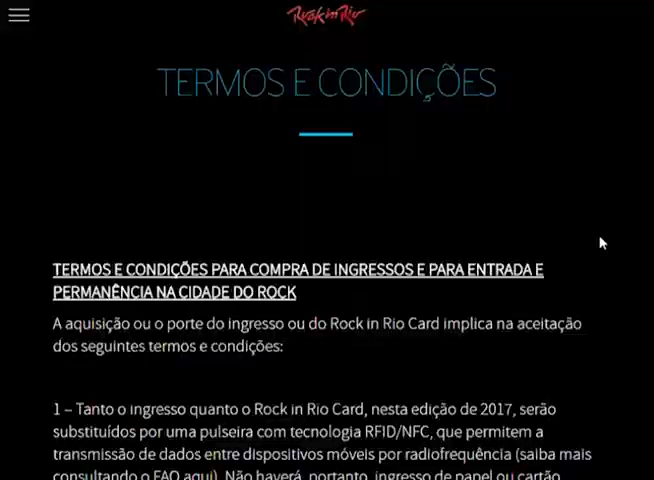 Rock in Rio
TERMOS E CONDIÇÕES
TERMOS E CONDIÇÕES PARA COMPRA DE INGRESSOS E PARA ENTRADA E
PERMANÊNCIA NA CIDADE DO ROCK
A aquisição ou o porte do ingresso ou do Rock in Rio Card implica na aceitação
dos seguintes termos e condições:
1 – Tanto o ingresso quanto o Rock in Rio Card, nesta edição de 2017, serão
substituídos por uma pulseira com tecnologia RFID/NFC, que permitem a
transmissão de dados entre dispositivos móveis por radiofrequência (saiba mais
consultando o FAQ aqui). Não haverá, portanto, ingresso de papel ou cartão